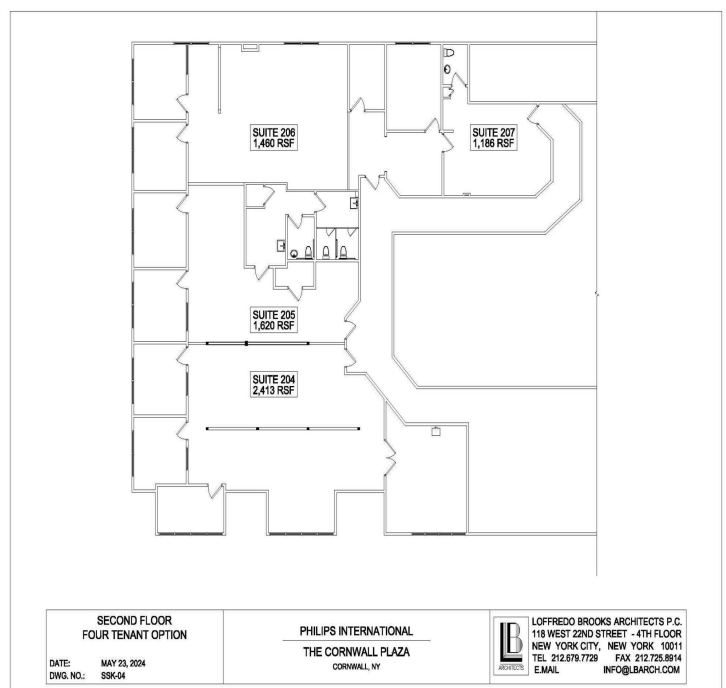 SUITE 206
1,460 RSF
SUITE 207
1,186 RSF
SUITE 205
1,620 RSF
SUITE 204
2,413 RSF
SECOND FLOOR
FOUR TENANT OPTION
DATE: MAY 23, 2024
DWG. NO.: SSK-04
PHILIPS INTERNATIONAL
THE CORNWALL PLAZA
CORNWALL, NY
LB
ARCHITECTS
LOFFREDO BROOKS ARCHITECTS P.C.
118 WEST 22ND STREET - 4TH FLOOR
NEW YORK CITY, NEW YORK 10011
TEL 212.679.7729 FAX 212.725.8914
E.MAIL INFO@LBARCH.COM